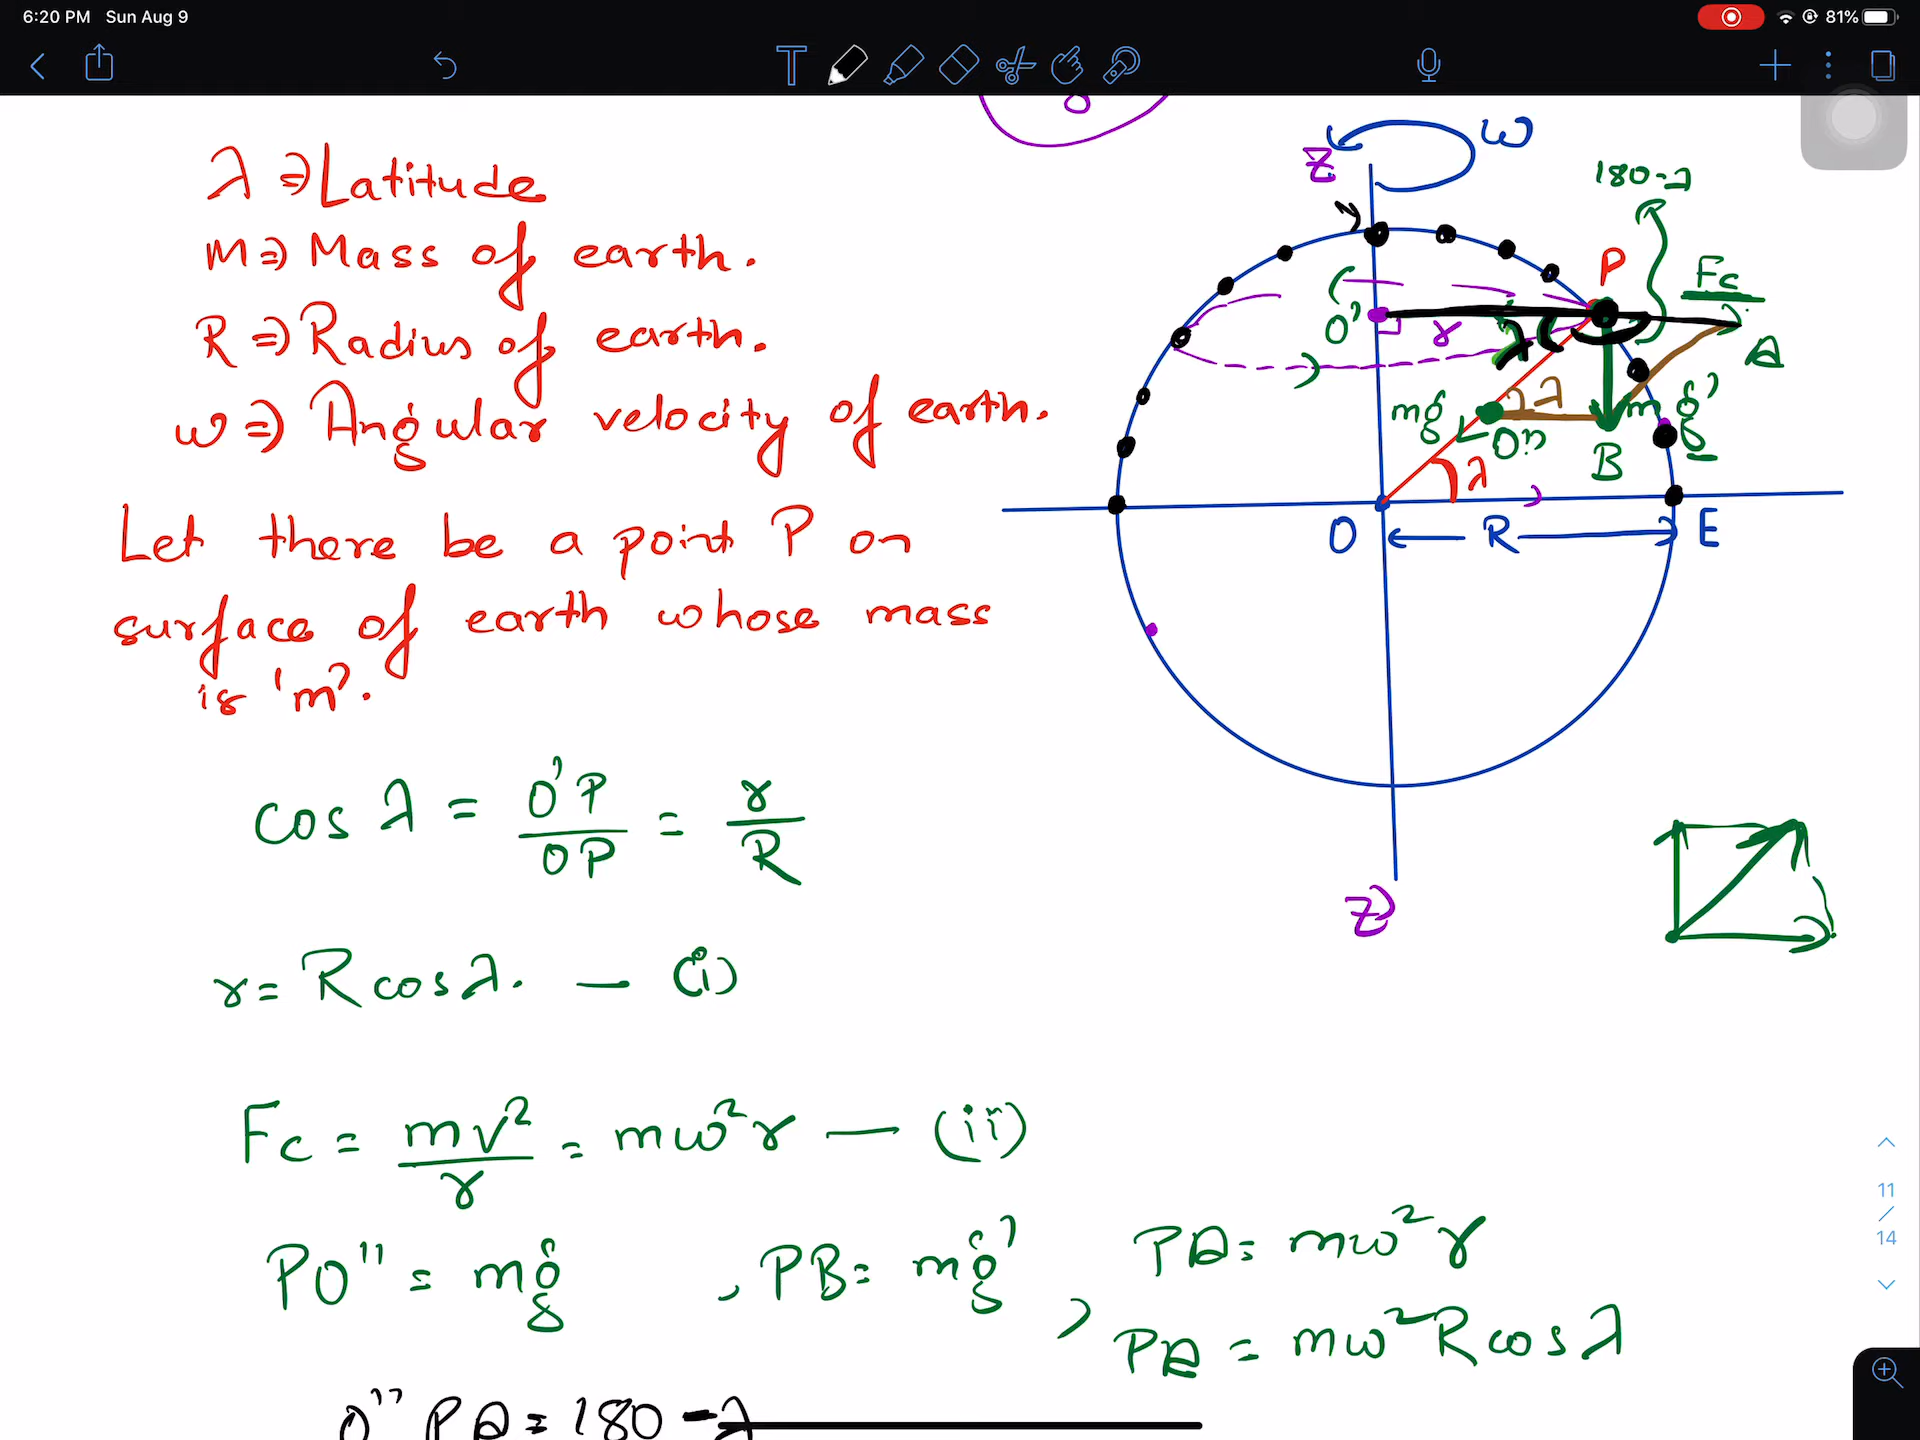 6:20 PM Sun Aug 9
81%
λ ⇒ Latitude
M ⇒ Mass of earth.
R ⇒ Radius of earth.
ω ⇒ Angular velocity of earth.
Let there be a point P on
surface of earth whose mass
is 'm'.
cos λ = O'P / OP = r / R
r = R cos λ. — (i)
Fc = mv² / r = mω²r — (ii)
PO'' = mg , PB = mg' , PA = mω²r
PA = mω²R cos λ
O''PA = 180 - λ
Z
ω
180-λ
P
Fc
O'
r
λ
A
mg
λ
mg'
O''
B
λ
O
R
E
Z'
11
/
14